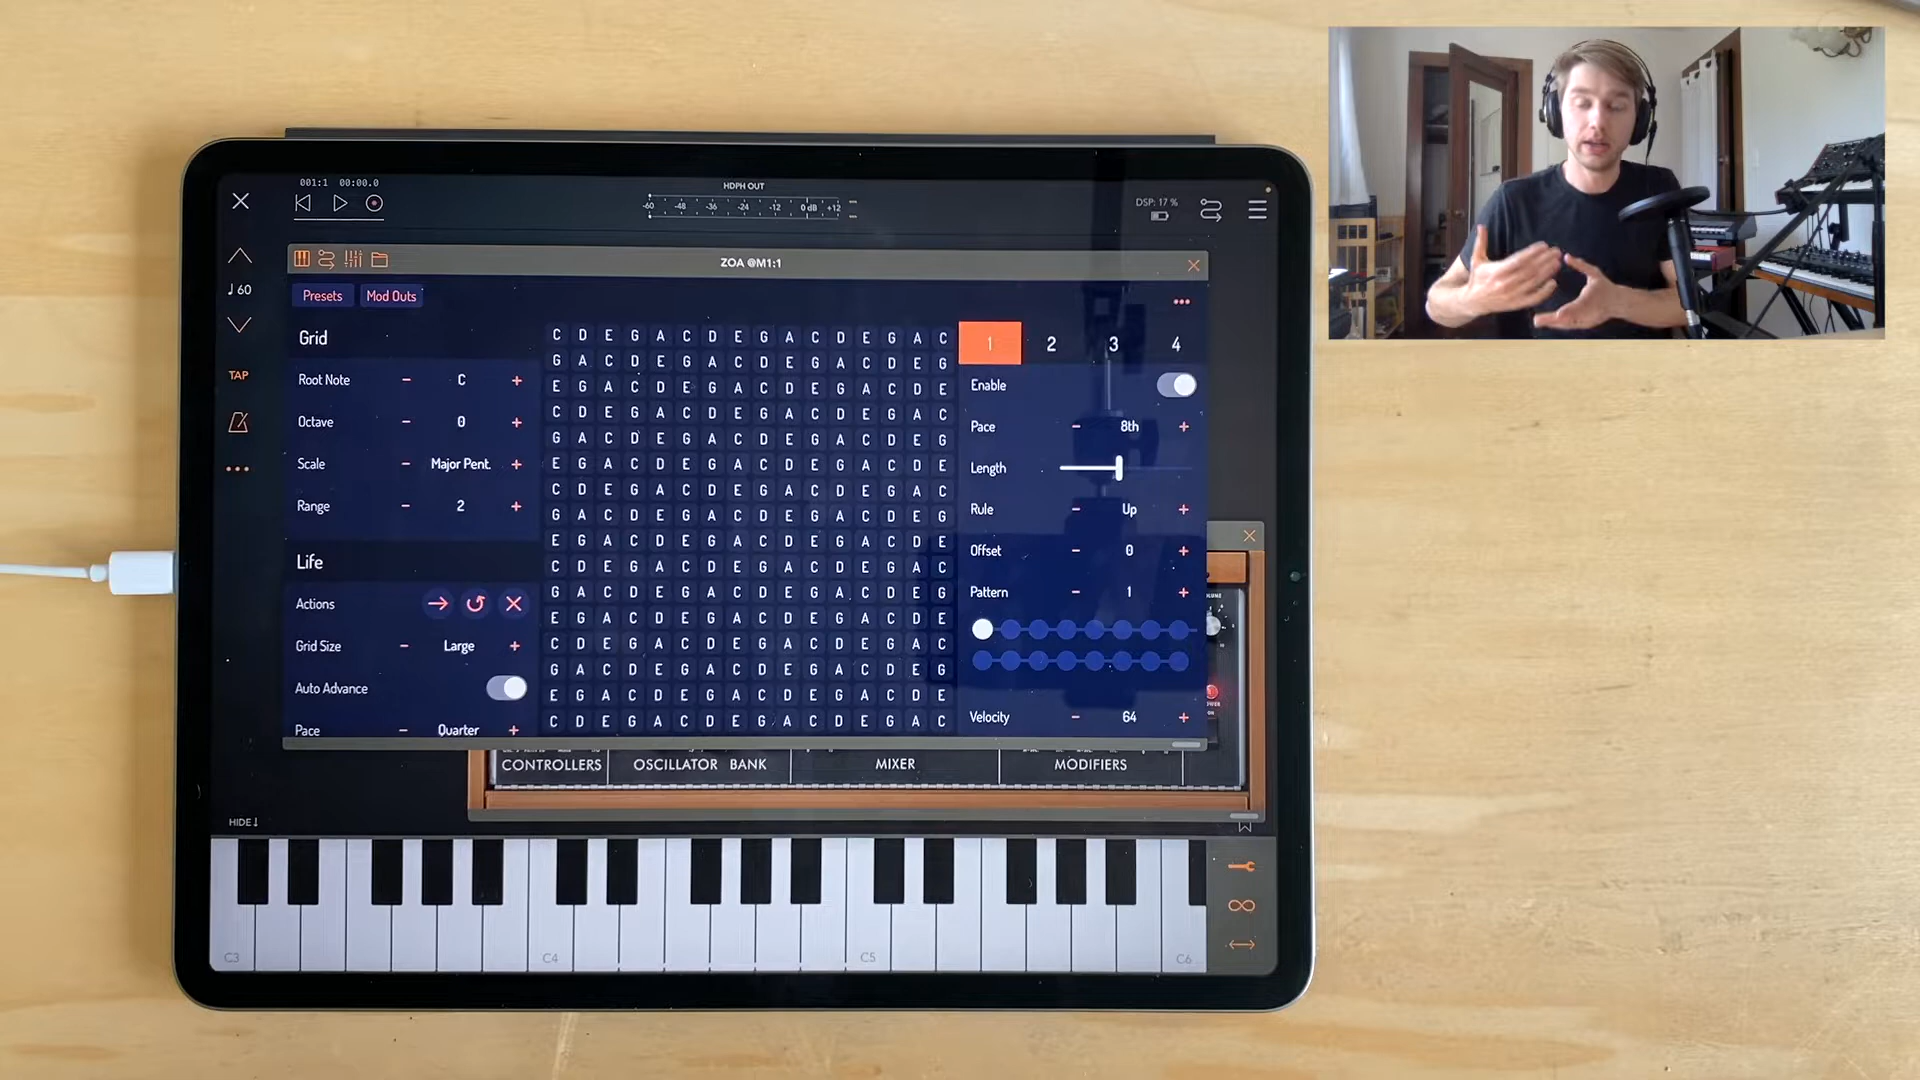 001:1 00:00.0
HDPH OUT
-60 -48 -36 -24 -12 0 dB +12
DSP: 17 %
♩ 60
TAP
ZOA @M1:1
Presets
Mod Outs
Grid
Root Note - C +
Octave - 0 +
Scale - Major Pent. +
Range - 2 +
Life
Actions
Grid Size - Large +
Auto Advance
Pace - Quarter +
C D E G A C D E G A C D E G A C
G A C D E G A C D E G A C D E G
E G A C D E G A C D E G A C D E
C D E G A C D E G A C D E G A C
G A C D E G A C D E G A C D E G
E G A C D E G A C D E G A C D E
C D E G A C D E G A C D E G A C
G A C D E G A C D E G A C D E G
E G A C D E G A C D E G A C D E
C D E G A C D E G A C D E G A C
G A C D E G A C D E G A C D E G
E G A C D E G A C D E G A C D E
C D E G A C D E G A C D E G A C
G A C D E G A C D E G A C D E G
E G A C D E G A C D E G A C D E
C D E G A C D E G A C D E G A C
1 2 3 4
Enable
Pace - 8th +
Length
Rule - Up +
Offset - 0 +
Pattern - 1 +
Velocity - 64 +
CONTROLLERS
OSCILLATOR BANK
MIXER
MODIFIERS
HIDE
C3 C4 C5 C6